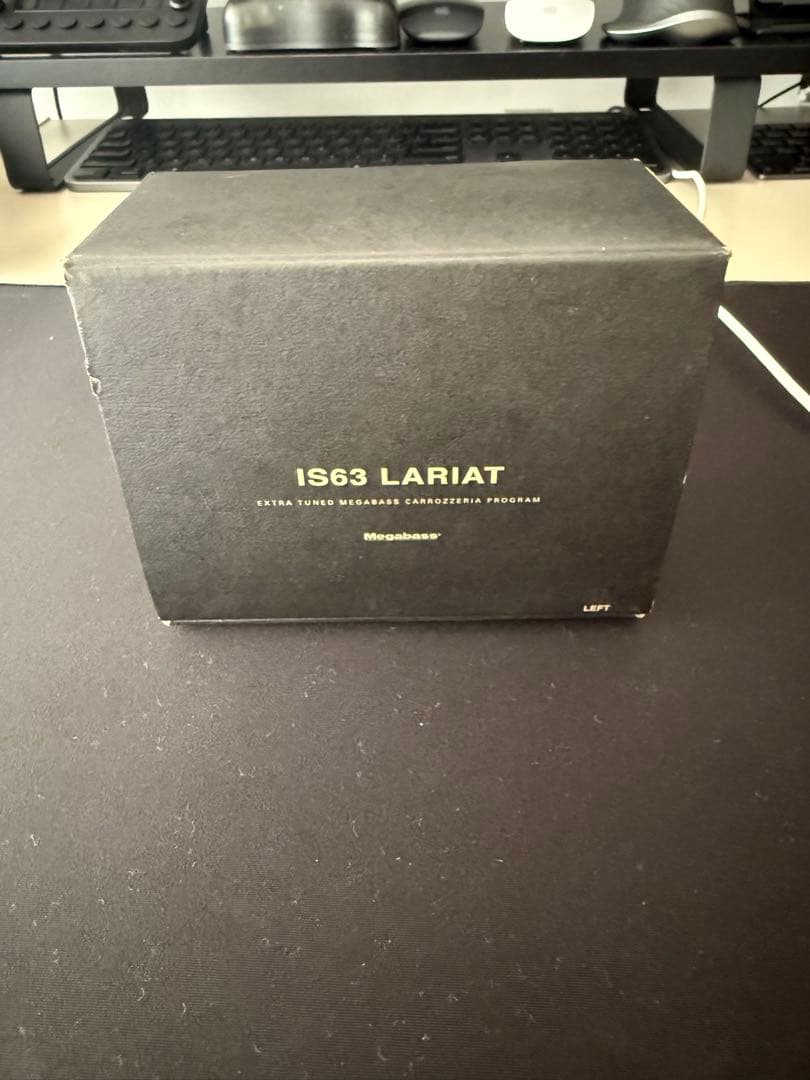 IS63 LARIAT
EXTRA TUNED MEGABASS CARROZZERIA PROGRAM
Megabass
LEFT